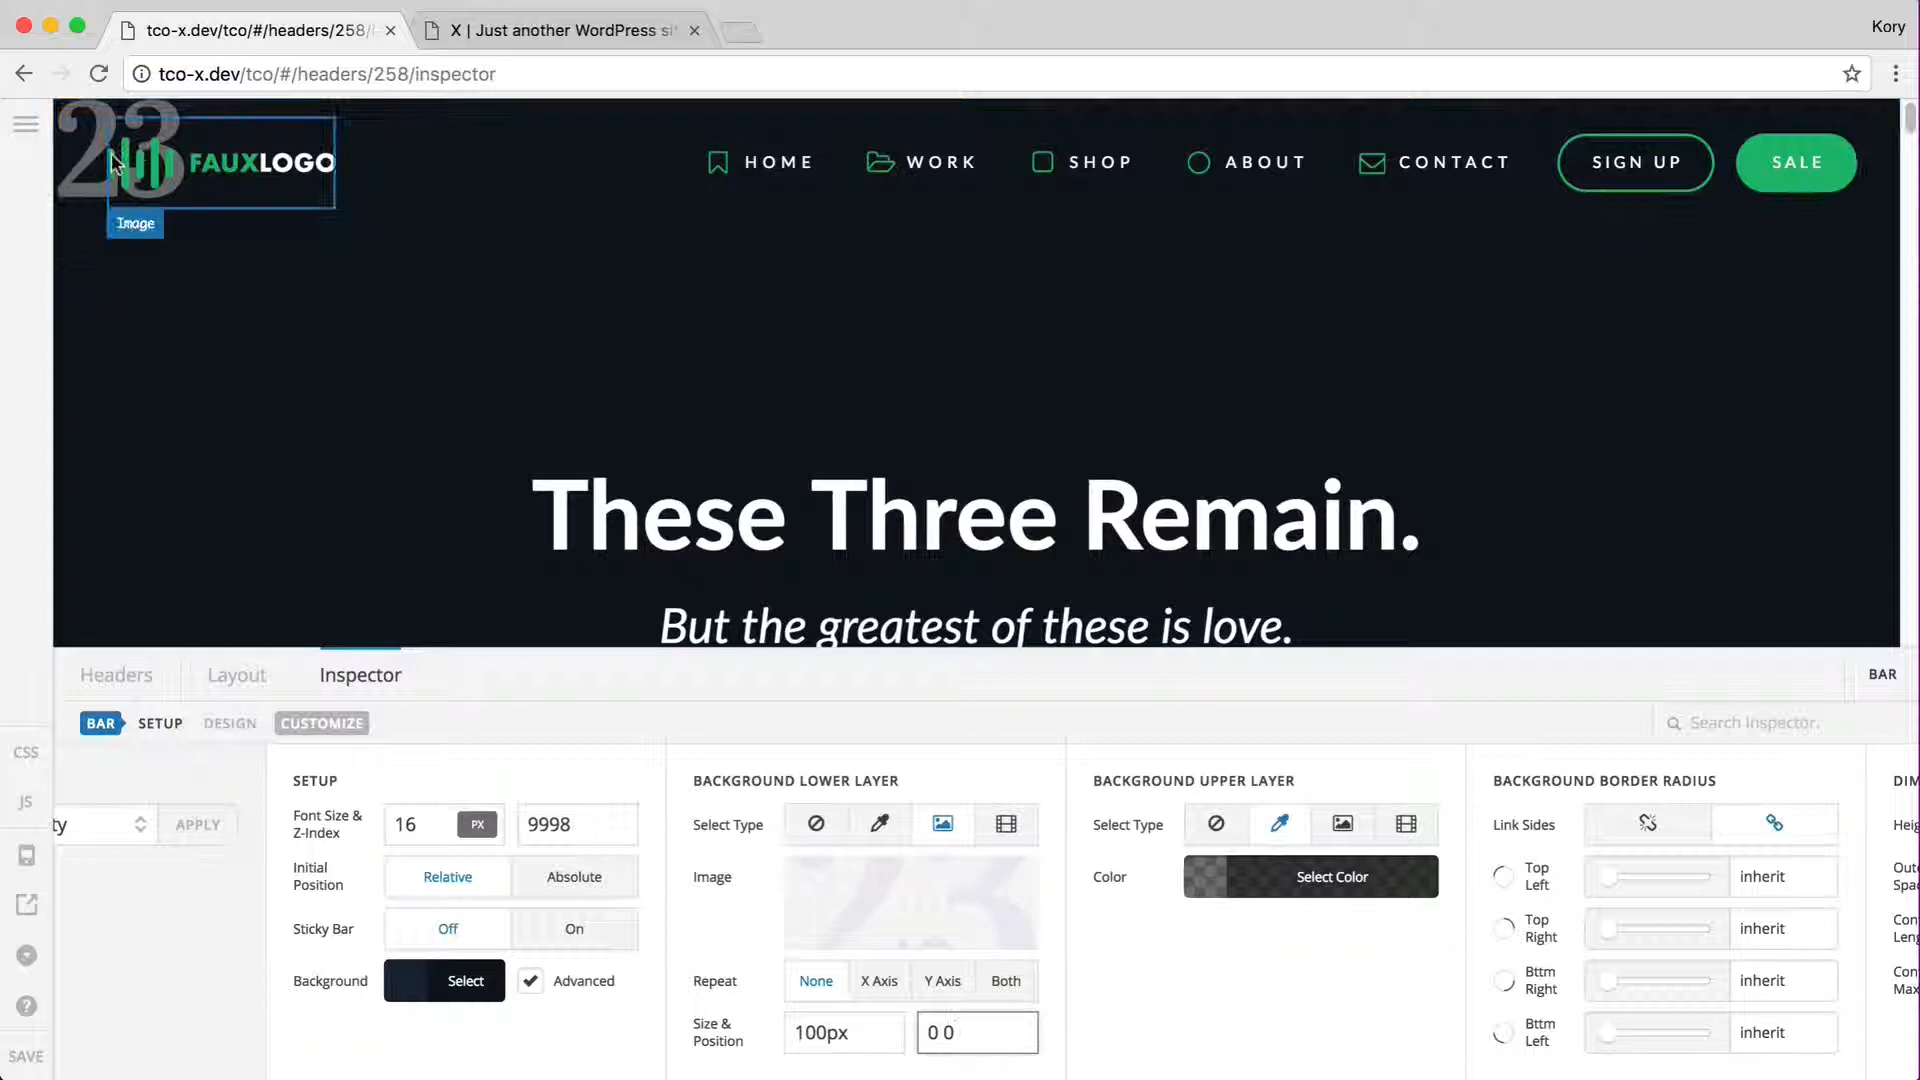 tco-x.dev/tco/#/headers/258/
X | Just another WordPress si
Kory
tco-x.dev/tco/#/headers/258/inspector
23
FAUXLOGO
HOME
WORK
SHOP
ABOUT
CONTACT
SIGN UP
SALE
Image
These Three Remain.
But the greatest of these is love.
Headers
Layout
Inspector
BAR
BAR
SETUP
DESIGN
CUSTOMIZE
Search Inspector.
CSS
JS
SAVE
ty
APPLY
SETUP
Font Size &
Z-Index
16
PX
9998
Initial
Position
Relative
Absolute
Sticky Bar
Off
On
Background
Select
Advanced
BACKGROUND LOWER LAYER
Select Type
Image
Repeat
None
X Axis
Y Axis
Both
Size &
Position
100px
0 0
BACKGROUND UPPER LAYER
Select Type
Color
Select Color
BACKGROUND BORDER RADIUS
Link Sides
Top
Left
inherit
Top
Right
inherit
Bttm
Right
inherit
Bttm
Left
inherit